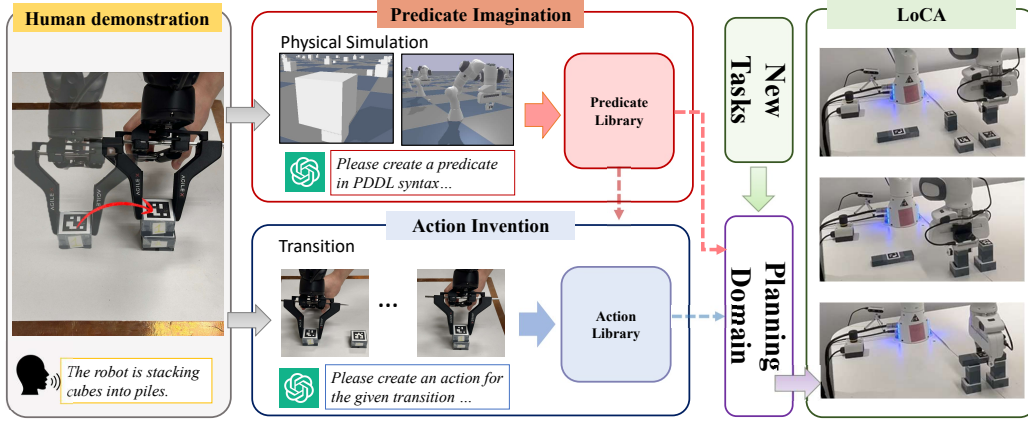 Human demonstration
AGILE
AGILE
The robot is stacking
cubes into piles.
Predicate Imagination
Physical Simulation
Please create a predicate
in PDDL syntax…
Predicate
Library
Action Invention
Transition
...
Please create an action for
the given transition …
Action
Library
New
Tasks
Planning
Domain
LoCA